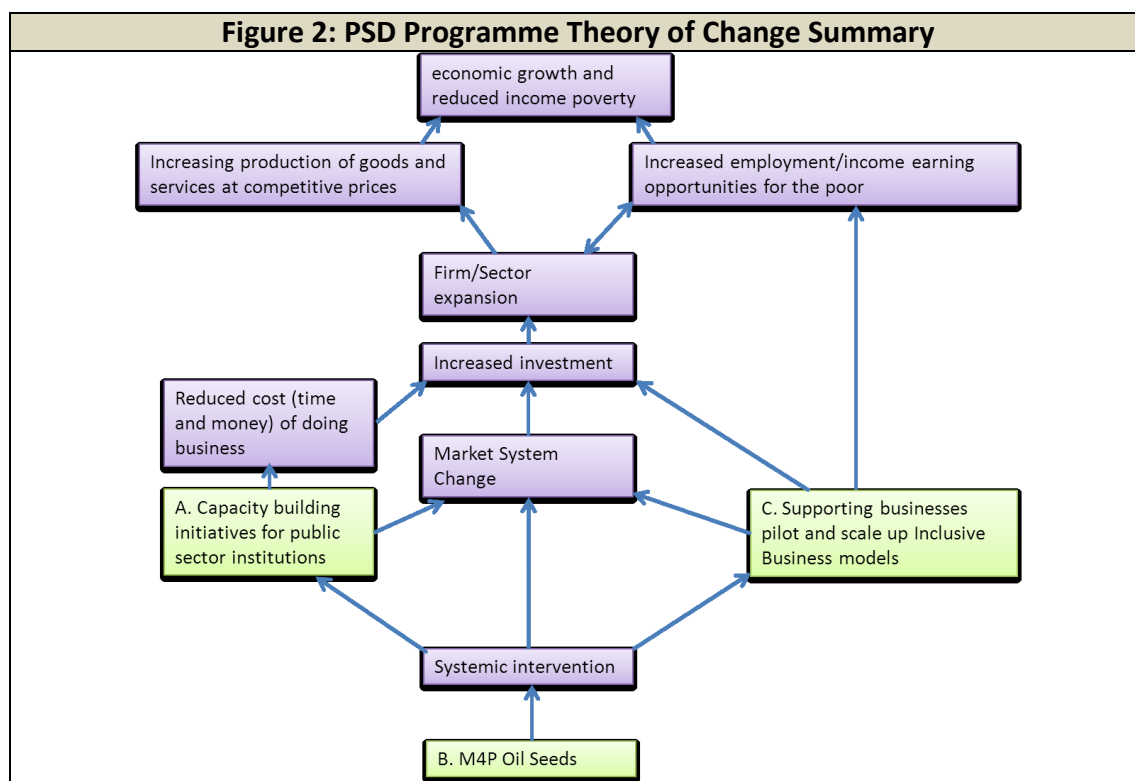 Figure 2: PSD Programme Theory of Change Summary
economic growth and
reduced income poverty
Increasing production of goods and
services at competitive prices
Increased employment/income earning
opportunities for the poor
Firm/Sector
expansion
Increased investment
Reduced cost (time
and money) of doing
business
Market System
Change
A. Capacity building
initiatives for public
sector institutions
C. Supporting businesses
pilot and scale up Inclusive
Business models
Systemic intervention
B. M4P Oil Seeds